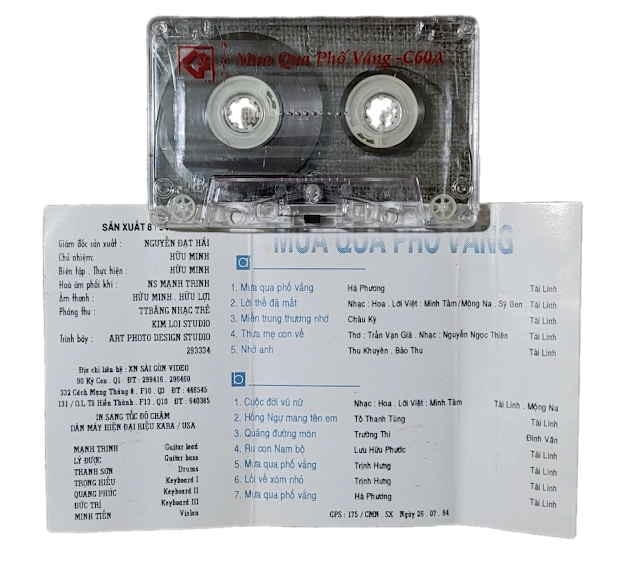 Mưa Qua Phố Vắng -C60A
SẢN XUẤT 8
Giám đốc sản xuất : NGUYỄN ĐẠT HẢI
Chủ nhiệm: HỮU MINH
Biên tập . Thực hiện : HỮU MINH
Hoà âm phối khí : NS MẠNH TRINH
Âm thanh : HỮU MINH . HỮU LỢI
Phòng thu : TTBĂNG NHẠC TRẺ
KIM LOI STUDIO
Trình bày : ART PHOTO DESIGN STUDIO
293334
Địa chỉ liên hệ : XN SÀI GÒN VIDEO
90 Ký Con . Q1 ĐT : 299416 . 296460
332 Cách Mạng Tháng 8 . F10 . Q3 ĐT : 446545
131 / O.L Tô Hiến Thành . F13 . Q10 ĐT : 640385
IN SANG TỐC ĐỘ CHẬM
DÀN MÁY HIỆN ĐẠI HIỆU KABA / USA
MẠNH TRINH Guitar lead
LÝ ĐƯỢC Guitar bass
THANH SƠN Drums
TRỌNG HIẾU Keyboard I
QUANG PHÚC Keyboard II
ĐỨC TRÍ Keyboard III
MINH TIẾN Violon
MƯA QUA PHỐ VẮNG
a
1. Mưa qua phố vắng Hà Phương Tài Linh
2. Lời thề đã mất Nhạc : Hoa . Lời Việt : Minh Tâm/Mộng Na . Sỹ Ben . Tài Linh
3. Miền trung thương nhớ Châu Kỳ Tài Linh
4. Thưa mẹ con về Thơ : Trần Vạn Giã . Nhạc : Nguyễn Ngọc Thiện Tài Linh
5. Nhớ anh Thu Khuyên . Bảo Thu Tài Linh
b
1. Cuộc đời vũ nữ Nhạc : Hoa . Lời Việt : Minh Tâm Tài Linh . Mộng Na
2. Hồng Ngự mang tên em Tô Thanh Tùng Tài Linh
3. Quãng đường mòn Trường Thi Đình Văn
4. Ru con Nam bộ Lưu Hữu Phước Tài Linh
5. Mưa qua phố vắng Trịnh Hưng Tài Linh
6. Lối về xóm nhỏ Trịnh Hưng Tài Linh
7. Mưa qua phố vắng Hà Phương Tài Linh
GPS : 175 / CMN . SX Ngày 26 . 07 . 94